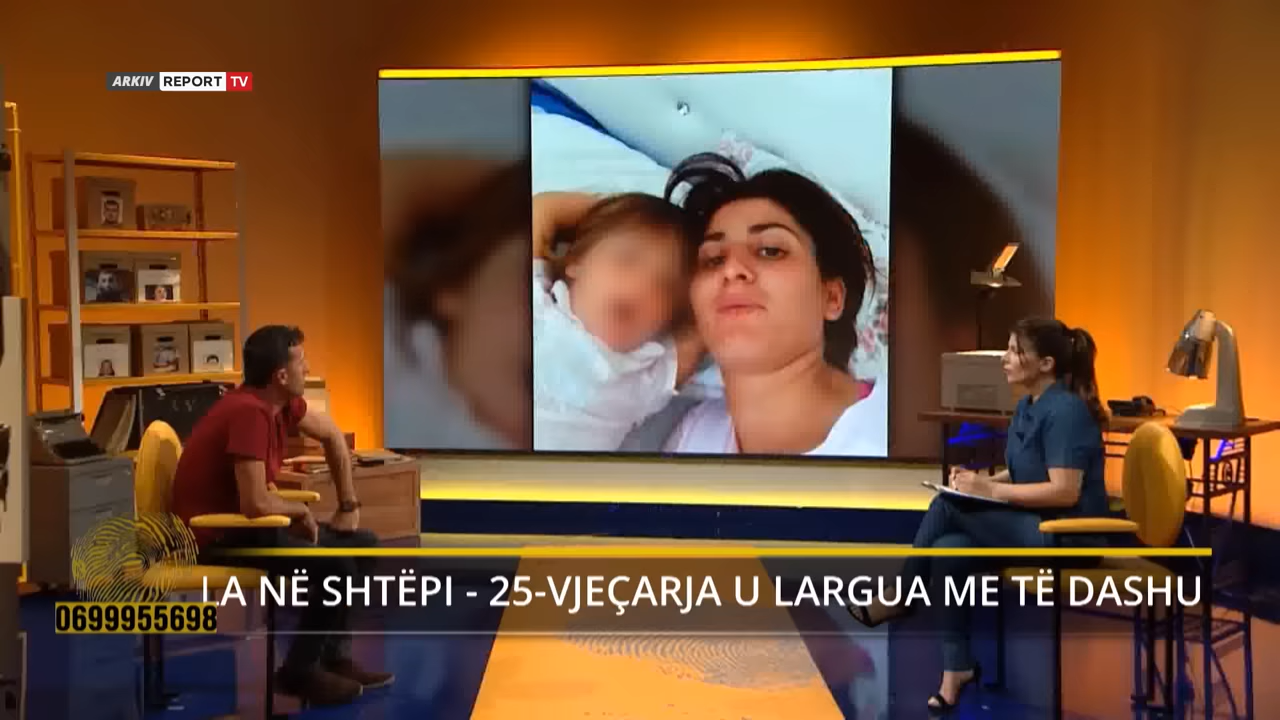 ARKIV REPORT TV
LA NË SHTËPI - 25-VJEÇARJA U LARGUA ME TË DASHU
0699955698